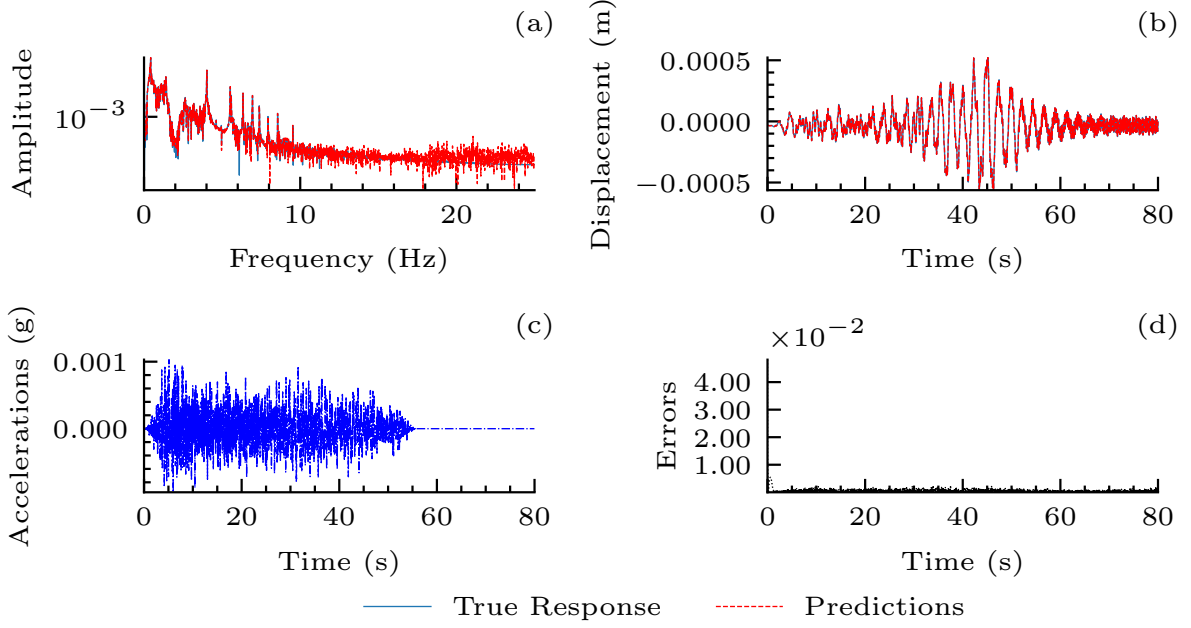 (a)
Amplitude
10⁻³
0 10 20
Frequency (Hz)
(b)
Displacement (m)
0.0005
0.0000
−0.0005
0 20 40 60 80
Time (s)
(c)
Accelerations (g)
0.001
0.000
0 20 40 60 80
Time (s)
(d)
×10⁻²
Errors
4.00
3.00
2.00
1.00
0 20 40 60 80
Time (s)
True Response Predictions